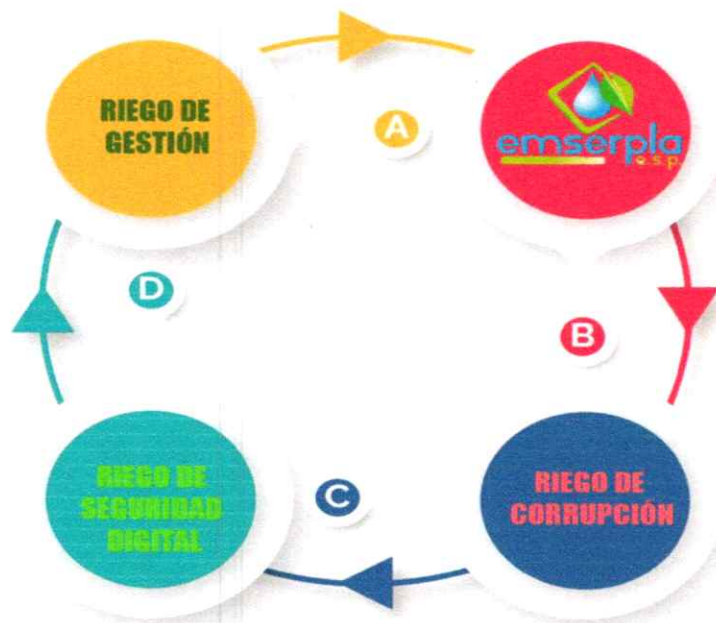 RIEGO DE
GESTIÓN
A
emserpla
e.s.p.
D
B
RIEGO DE
SEGURIDAD
DIGITAL
C
RIEGO DE
CORRUPCIÓN